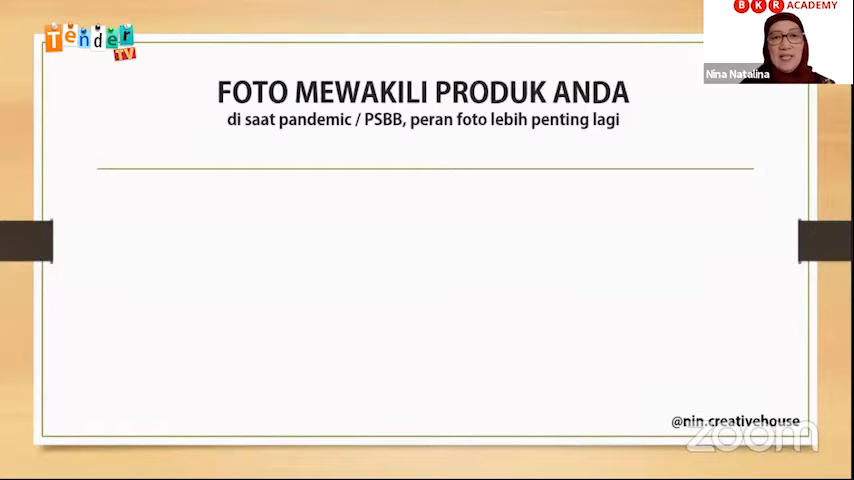 Tender
TV
BKR ACADEMY
Nina Natalina
FOTO MEWAKILI PRODUK ANDA
di saat pandemic / PSBB, peran foto lebih penting lagi
@nin.creativehouse
zoom